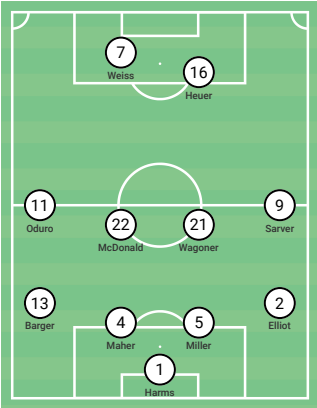 7
Weiss
16
Heuer
11
Oduro
22
McDonald
21
Wagoner
9
Sarver
13
Barger
4
Maher
5
Miller
2
Elliot
1
Harms